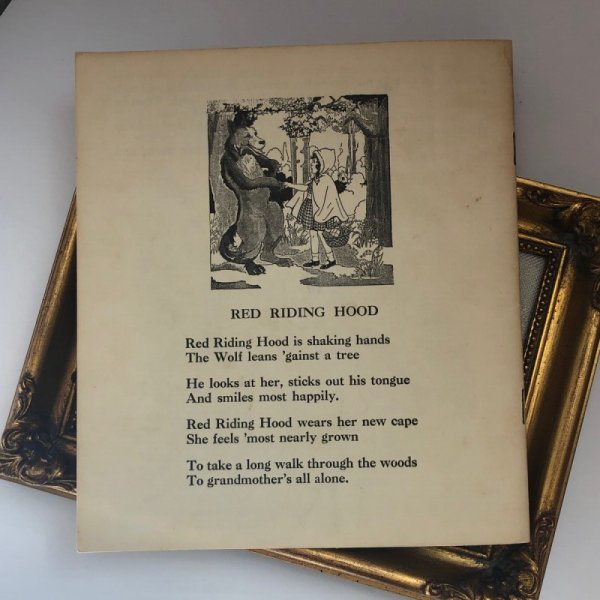 RED RIDING HOOD
Red Riding Hood is shaking hands
The Wolf leans 'gainst a tree
He looks at her, sticks out his tongue
And smiles most happily.
Red Riding Hood wears her new cape
She feels 'most nearly grown
To take a long walk through the woods
To grandmother's all alone.